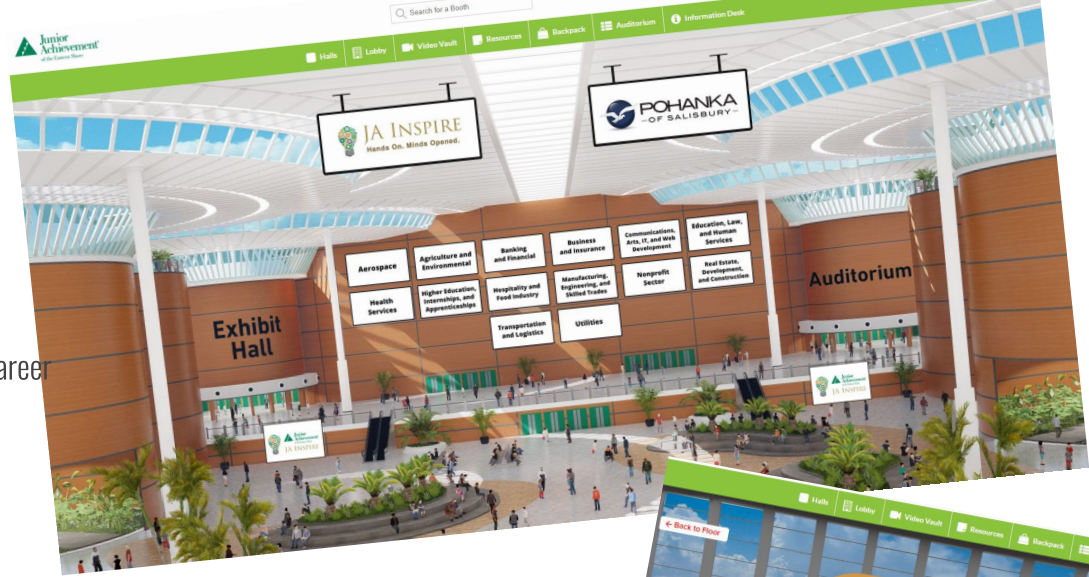 Search for a Booth
Junior
Achievement
of the Eastern Shore
Halls
Lobby
Video Vault
Resources
Backpack
Auditorium
Information Desk
JA INSPIRE
Hands On. Minds Opened.
POHANKA
-OF SALISBURY-
Aerospace
Agriculture and
Environmental
Banking
and Financial
Business
and Insurance
Communications,
Arts, IT, and Web
Development
Education, Law,
and Human
Services
Health
Services
Higher Education,
Internships, and
Apprenticeships
Hospitality and
Food Industry
Manufacturing,
Engineering, and
Skilled Trades
Nonprofit
Sector
Real Estate,
Development,
and Construction
Transportation
and Logistics
Utilities
Exhibit
Hall
Auditorium
areer
Junior
Achievement
JA INSPIRE
Junior
Achievement
JA INSPIRE
Halls
Lobby
Video Vault
Resources
Backpack
← Back to Floor